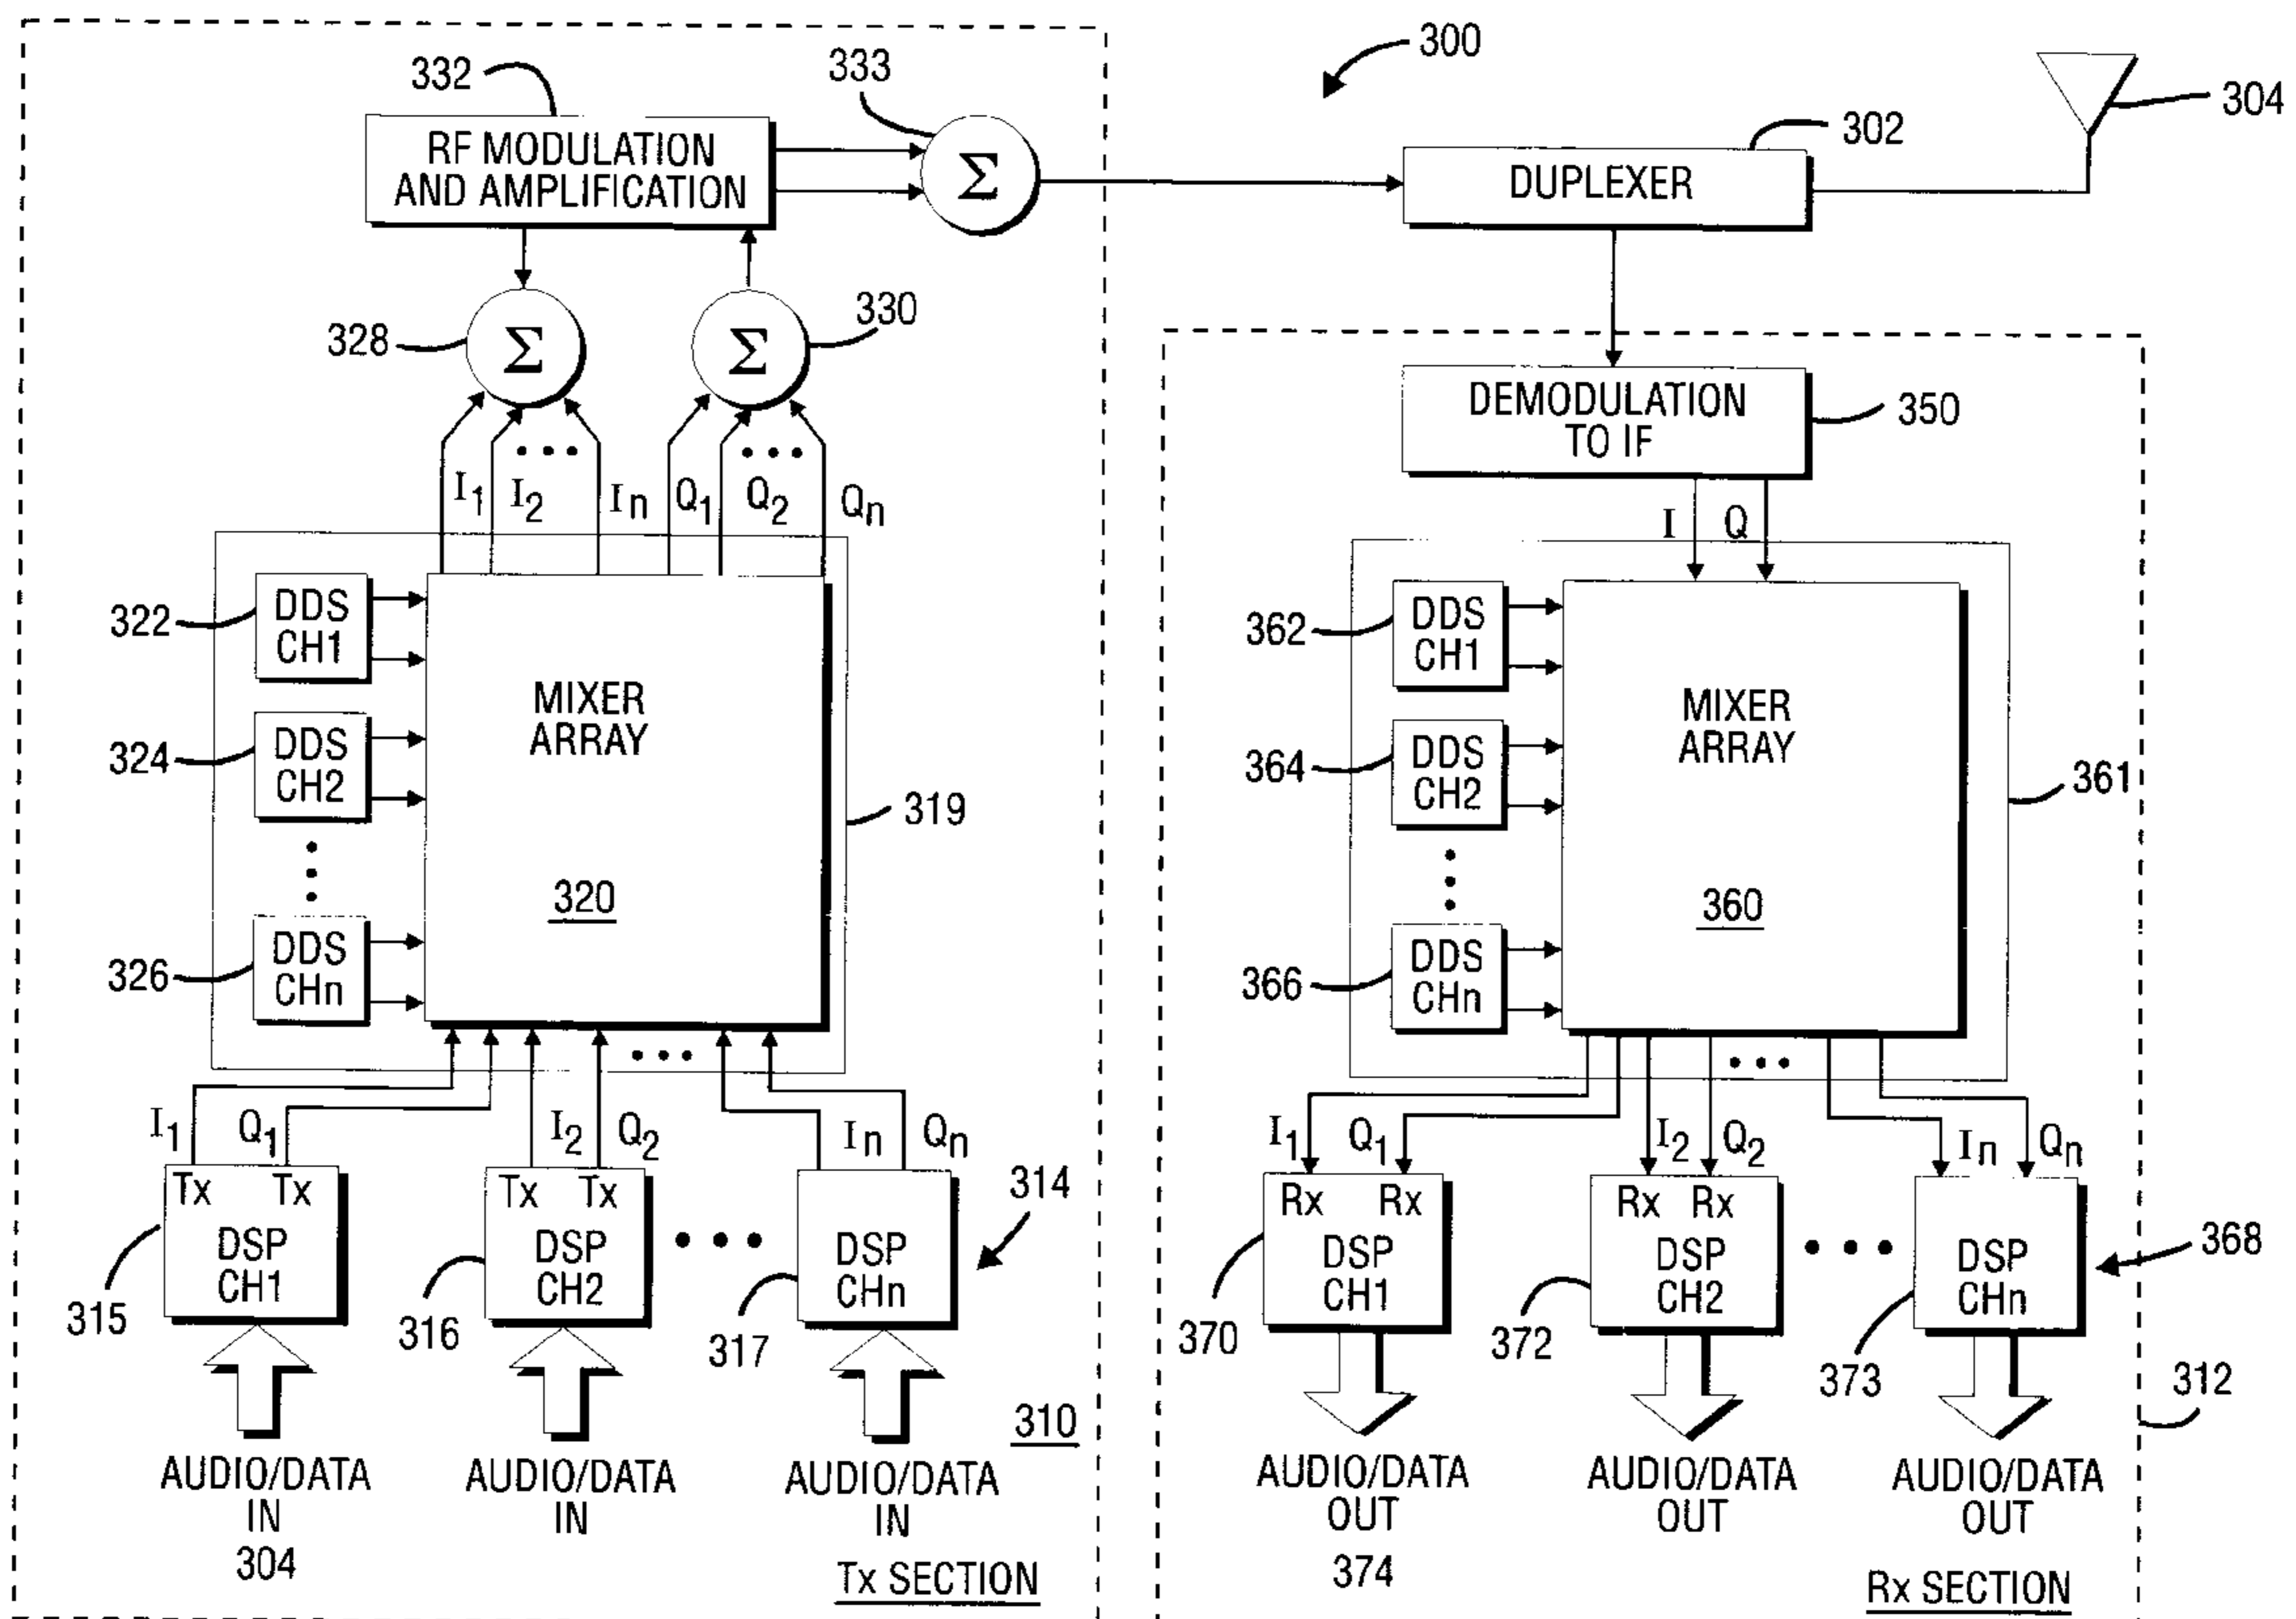 300
332
333
304
302
RF MODULATION
AND AMPLIFICATION
Σ
DUPLEXER
328
Σ
Σ
330
DEMODULATION
TO IF
350
I1
I2
In
Q1
Q2
Qn
I
Q
322
DDS
CH1
324
DDS
CH2
326
DDS
CHn
MIXER
ARRAY
320
319
362
DDS
CH1
364
DDS
CH2
366
DDS
CHn
MIXER
ARRAY
360
361
I1
Q1
I2
Q2
In
Qn
Tx Tx
DSP
CH1
315
Tx Tx
DSP
CH2
316
DSP
CHn
317
314
I1
Q1
I2
Q2
In
Qn
Rx Rx
DSP
CH1
370
Rx Rx
DSP
CH2
372
DSP
CHn
373
368
312
310
AUDIO/DATA
IN
304
AUDIO/DATA
IN
AUDIO/DATA
IN
Tx SECTION
AUDIO/DATA
OUT
374
AUDIO/DATA
OUT
AUDIO/DATA
OUT
Rx SECTION